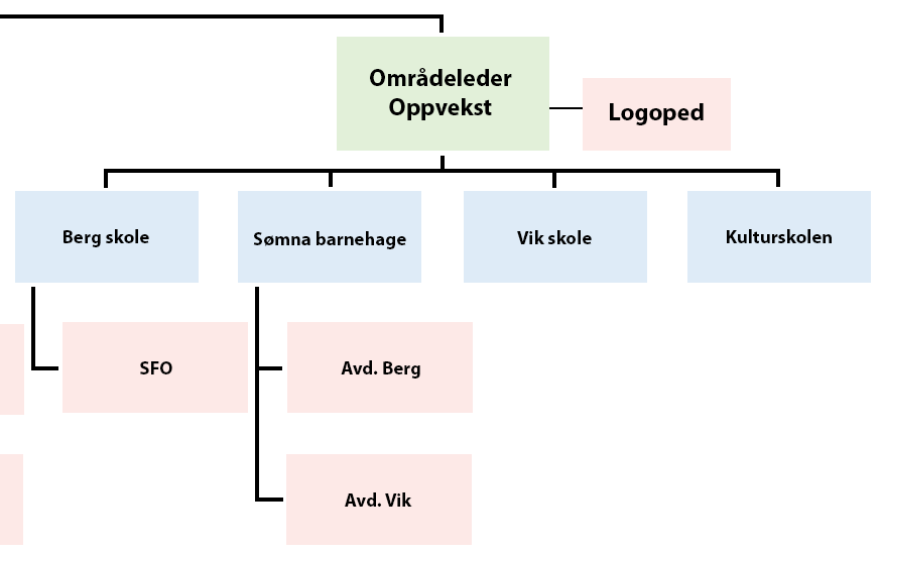 Områdeleder
Oppvekst
Logoped
Berg skole
Sømna barnehage
Vik skole
Kulturskolen
SFO
Avd. Berg
Avd. Vik